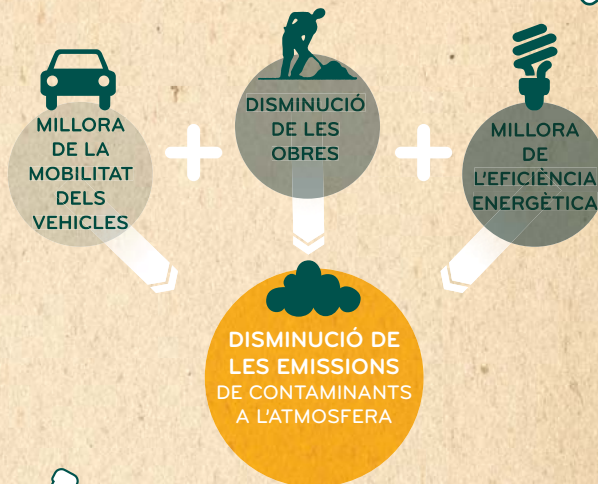 MILLORA
DE LA
MOBILITAT
DELS
VEHICLES
DISMINUCIÓ
DE LES
OBRES
MILLORA
DE
L'EFICIÈNCIA
ENERGÈTICA
DISMINUCIÓ DE
LES EMISSIONS
DE CONTAMINANTS
A L'ATMOSFERA